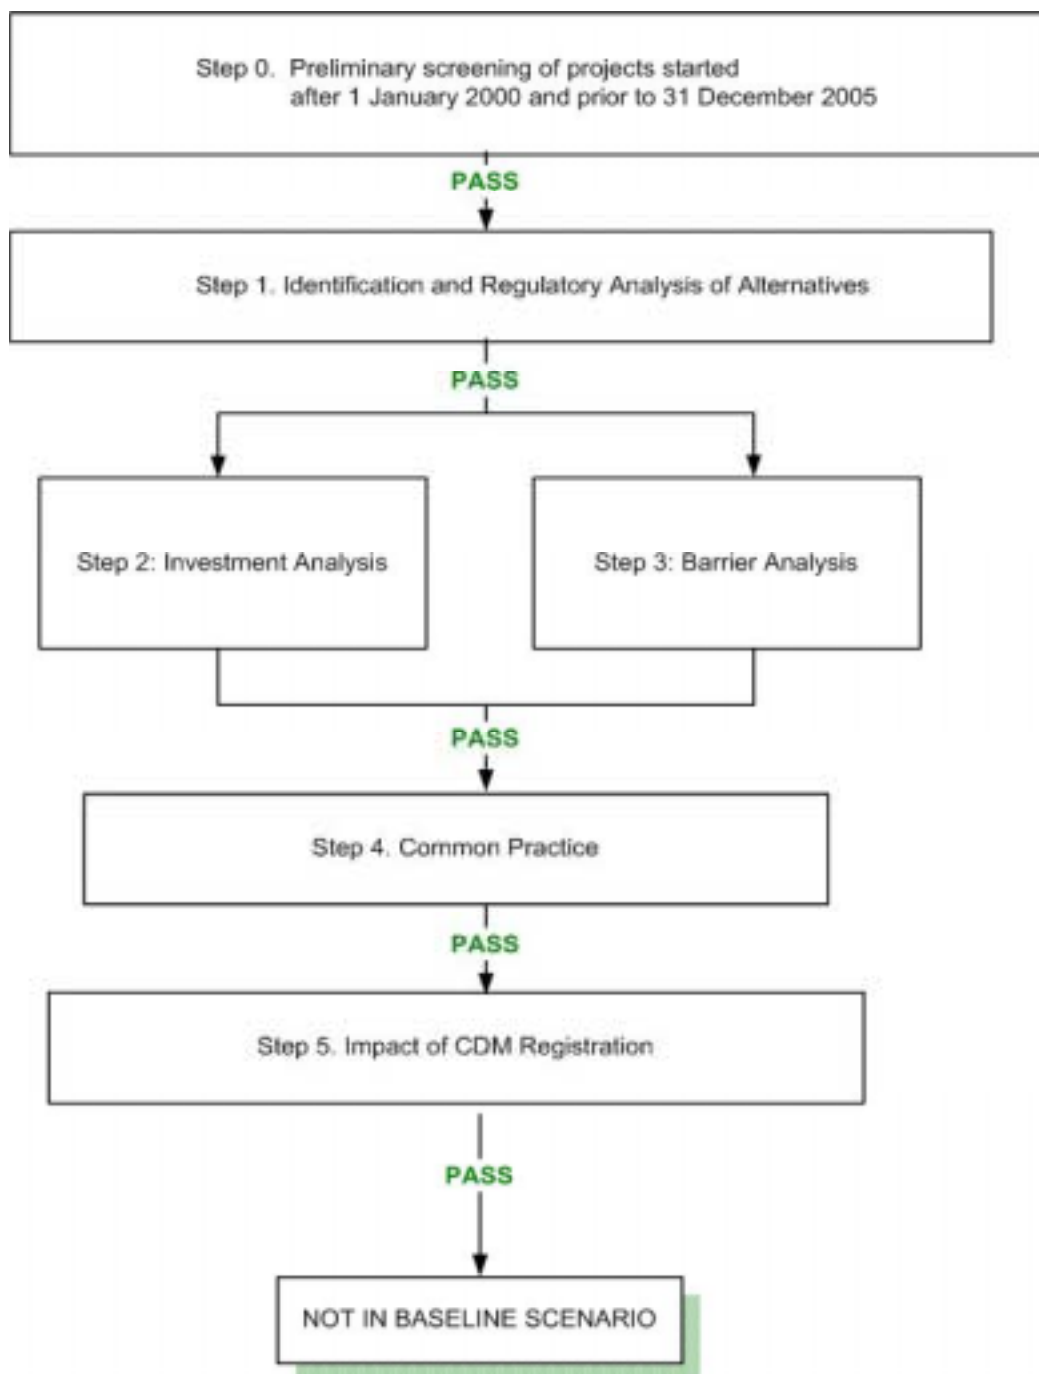 Step 0. Preliminary screening of projects started
after 1 January 2000 and prior to 31 December 2005
PASS
Step 1. Identification and Regulatory Analysis of Alternatives
PASS
Step 2: Investment Analysis
Step 3: Barrier Analysis
PASS
Step 4. Common Practice
PASS
Step 5. Impact of CDM Registration
PASS
NOT IN BASELINE SCENARIO